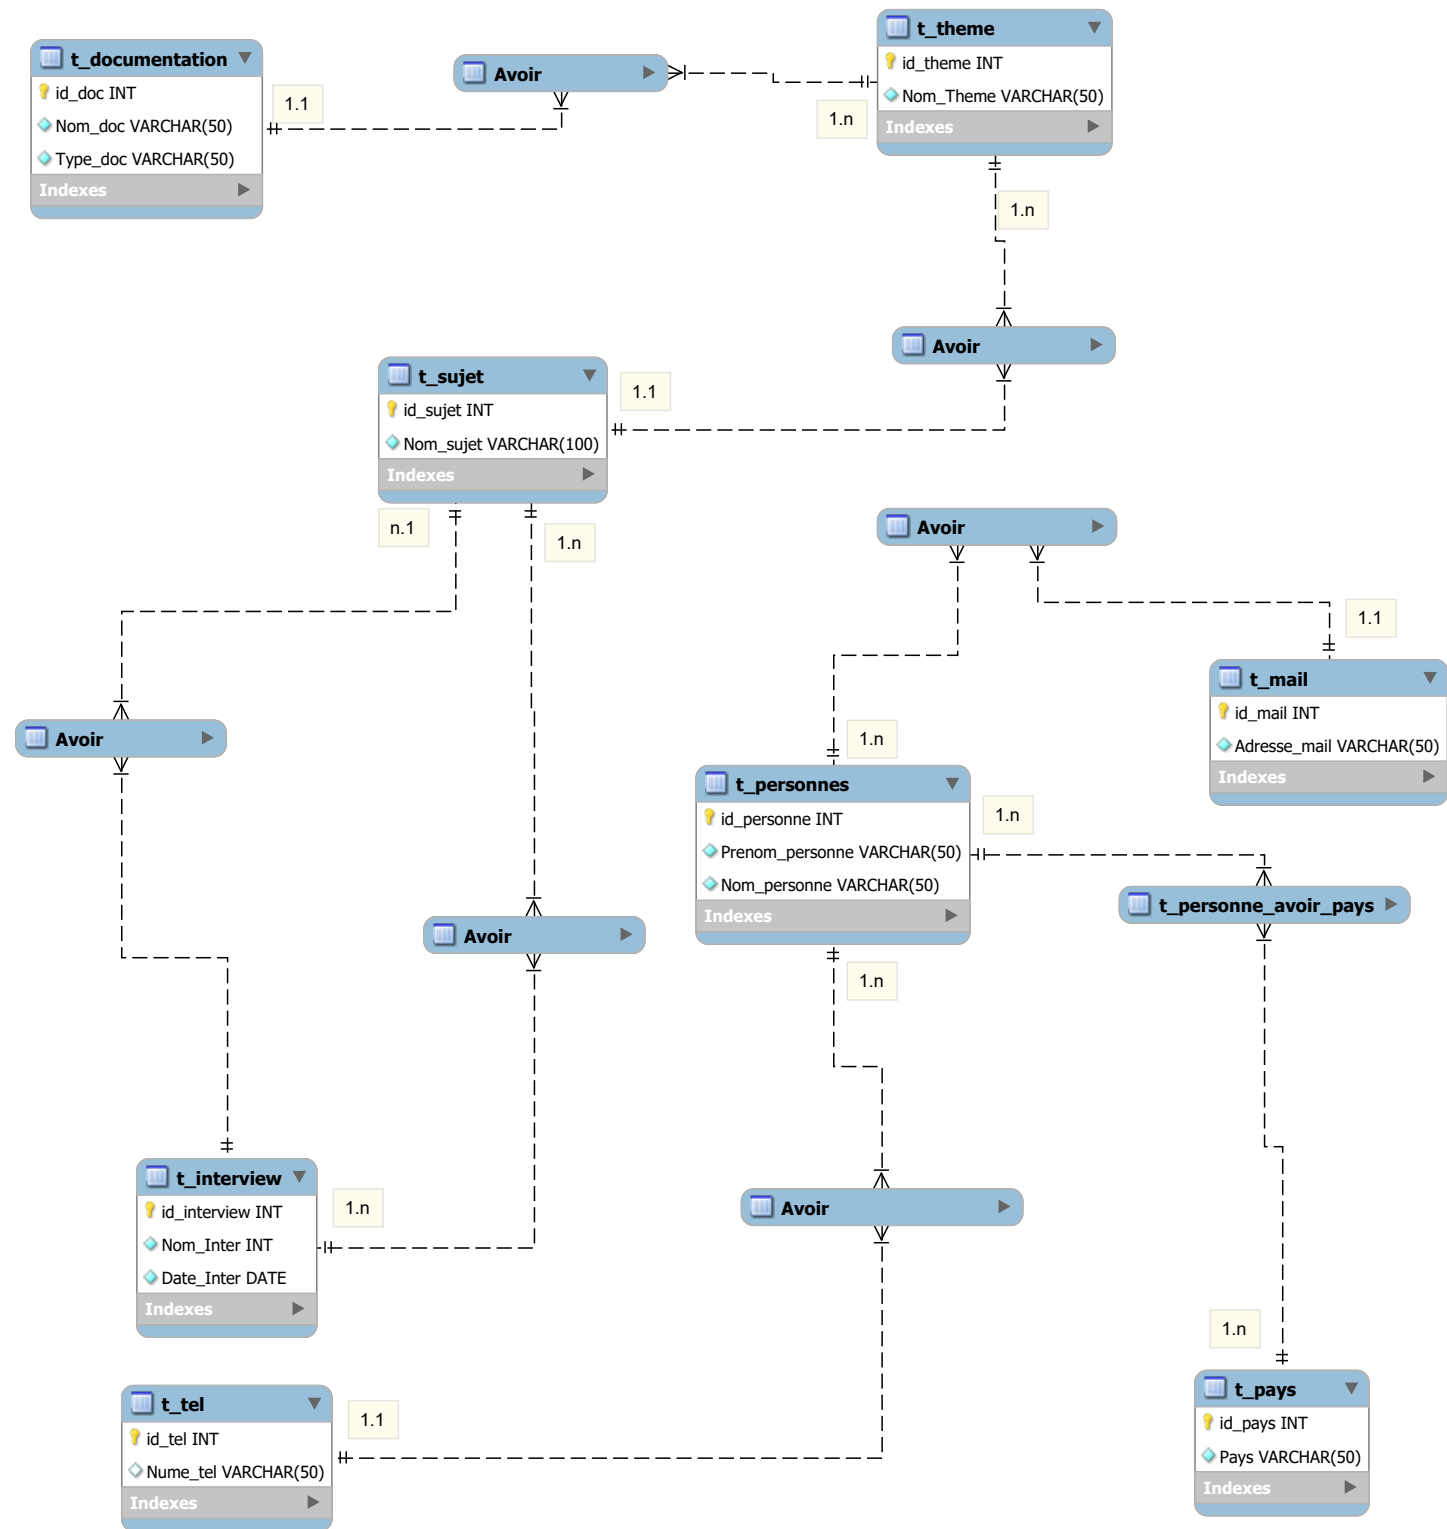 t_documentation
id_doc INT
Nom_doc VARCHAR(50)
Type_doc VARCHAR(50)
Indexes
1.1
Avoir
1.n
t_theme
id_theme INT
Nom_Theme VARCHAR(50)
Indexes
1.n
Avoir
t_sujet
id_sujet INT
Nom_sujet VARCHAR(100)
Indexes
1.1
n.1
1.n
Avoir
1.1
t_mail
id_mail INT
Adresse_mail VARCHAR(50)
Indexes
Avoir
1.n
t_personnes
id_personne INT
Prenom_personne VARCHAR(50)
Nom_personne VARCHAR(50)
Indexes
1.n
t_personne_avoir_pays
Avoir
1.n
t_interview
id_interview INT
Nom_Inter INT
Date_Inter DATE
Indexes
1.n
Avoir
1.n
t_pays
id_pays INT
Pays VARCHAR(50)
Indexes
t_tel
id_tel INT
Nume_tel VARCHAR(50)
Indexes
1.1